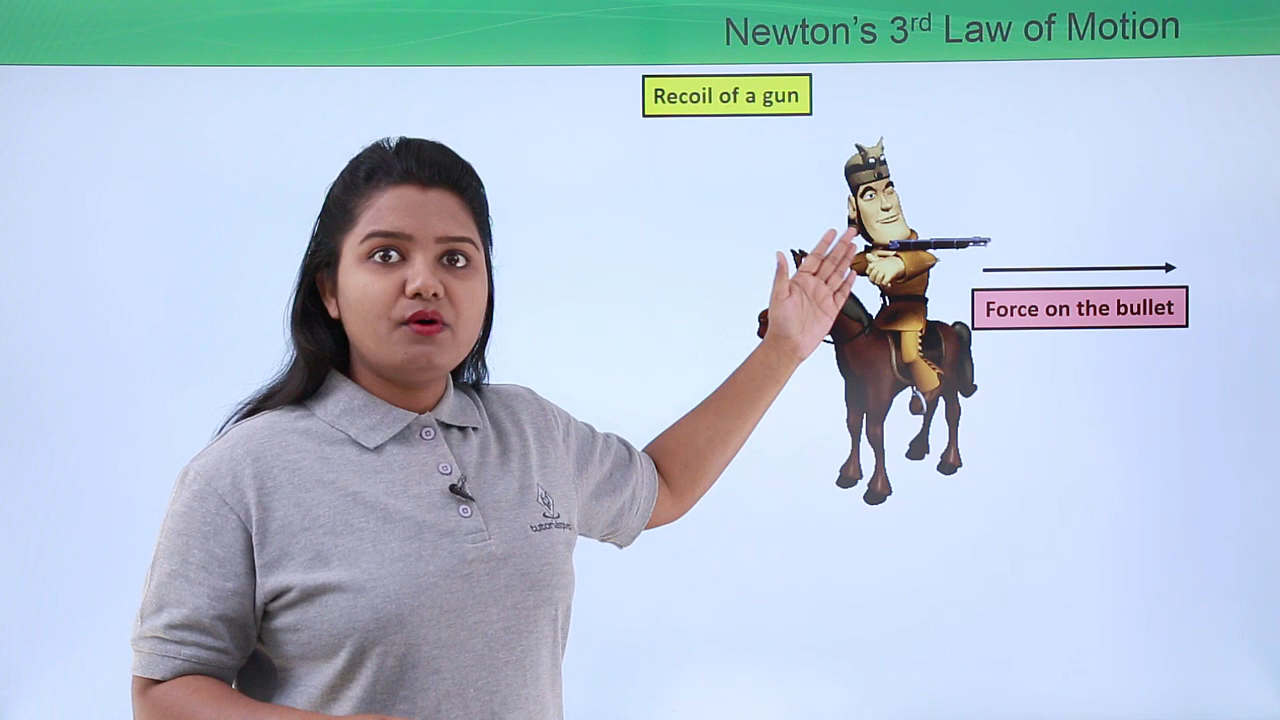 Newton's 3rd Law of Motion
Recoil of a gun
Force on the bullet